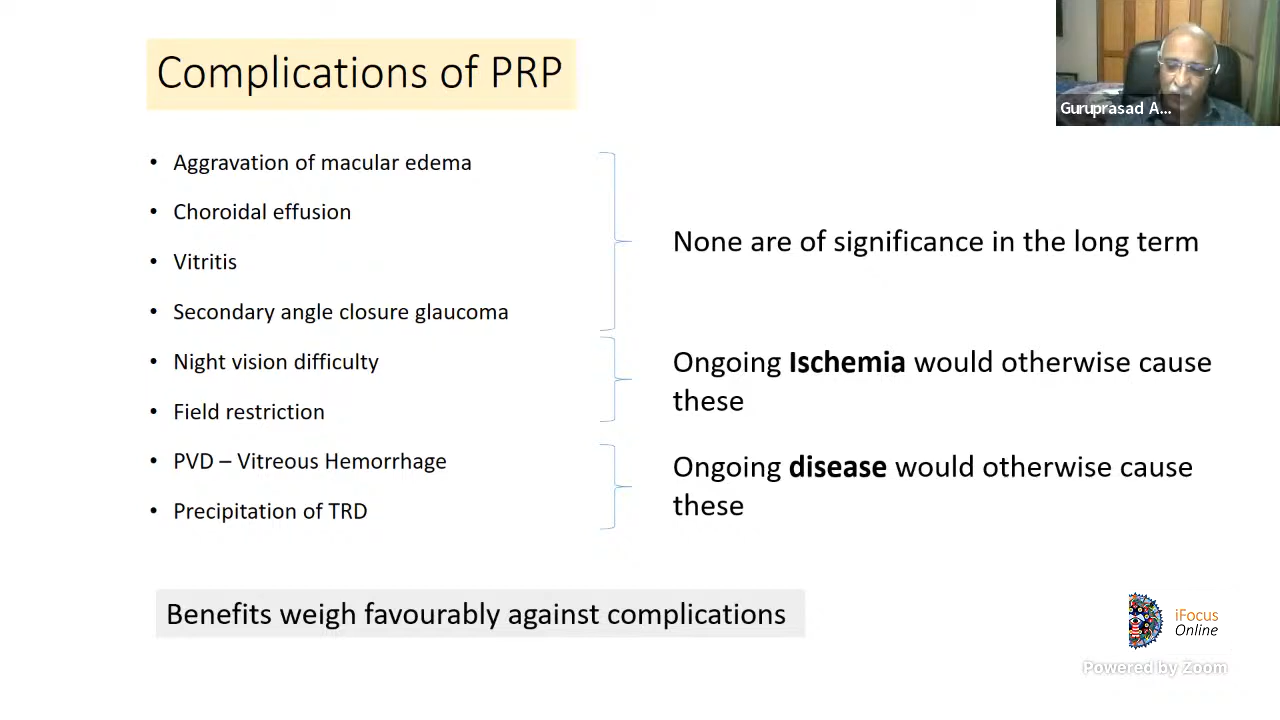 Complications of PRP
Guruprasad A...
• Aggravation of macular edema
• Choroidal effusion
• Vitritis
• Secondary angle closure glaucoma
None are of significance in the long term
• Night vision difficulty
• Field restriction
Ongoing Ischemia would otherwise cause
these
• PVD – Vitreous Hemorrhage
• Precipitation of TRD
Ongoing disease would otherwise cause
these
Benefits weigh favourably against complications
iFocus
Online
Powered by Zoom